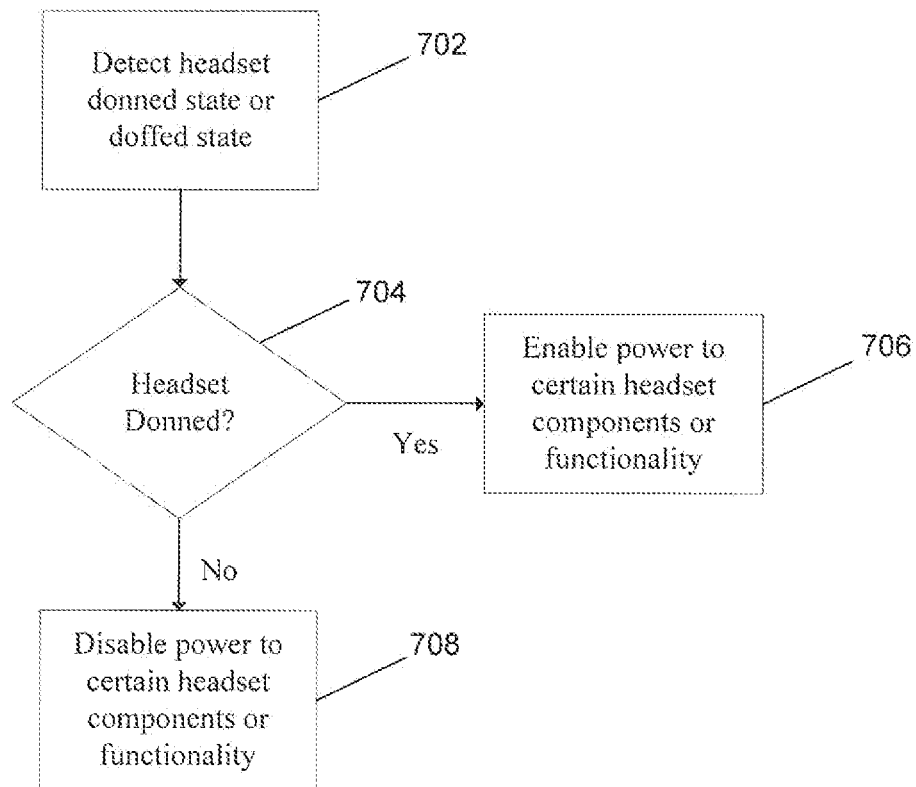 Detect headset
donned state or
doffed state
702
704
Headset
Donned?
Yes
Enable power to
certain headset
components or
functionality
706
No
Disable power to
certain headset
components or
functionality
708